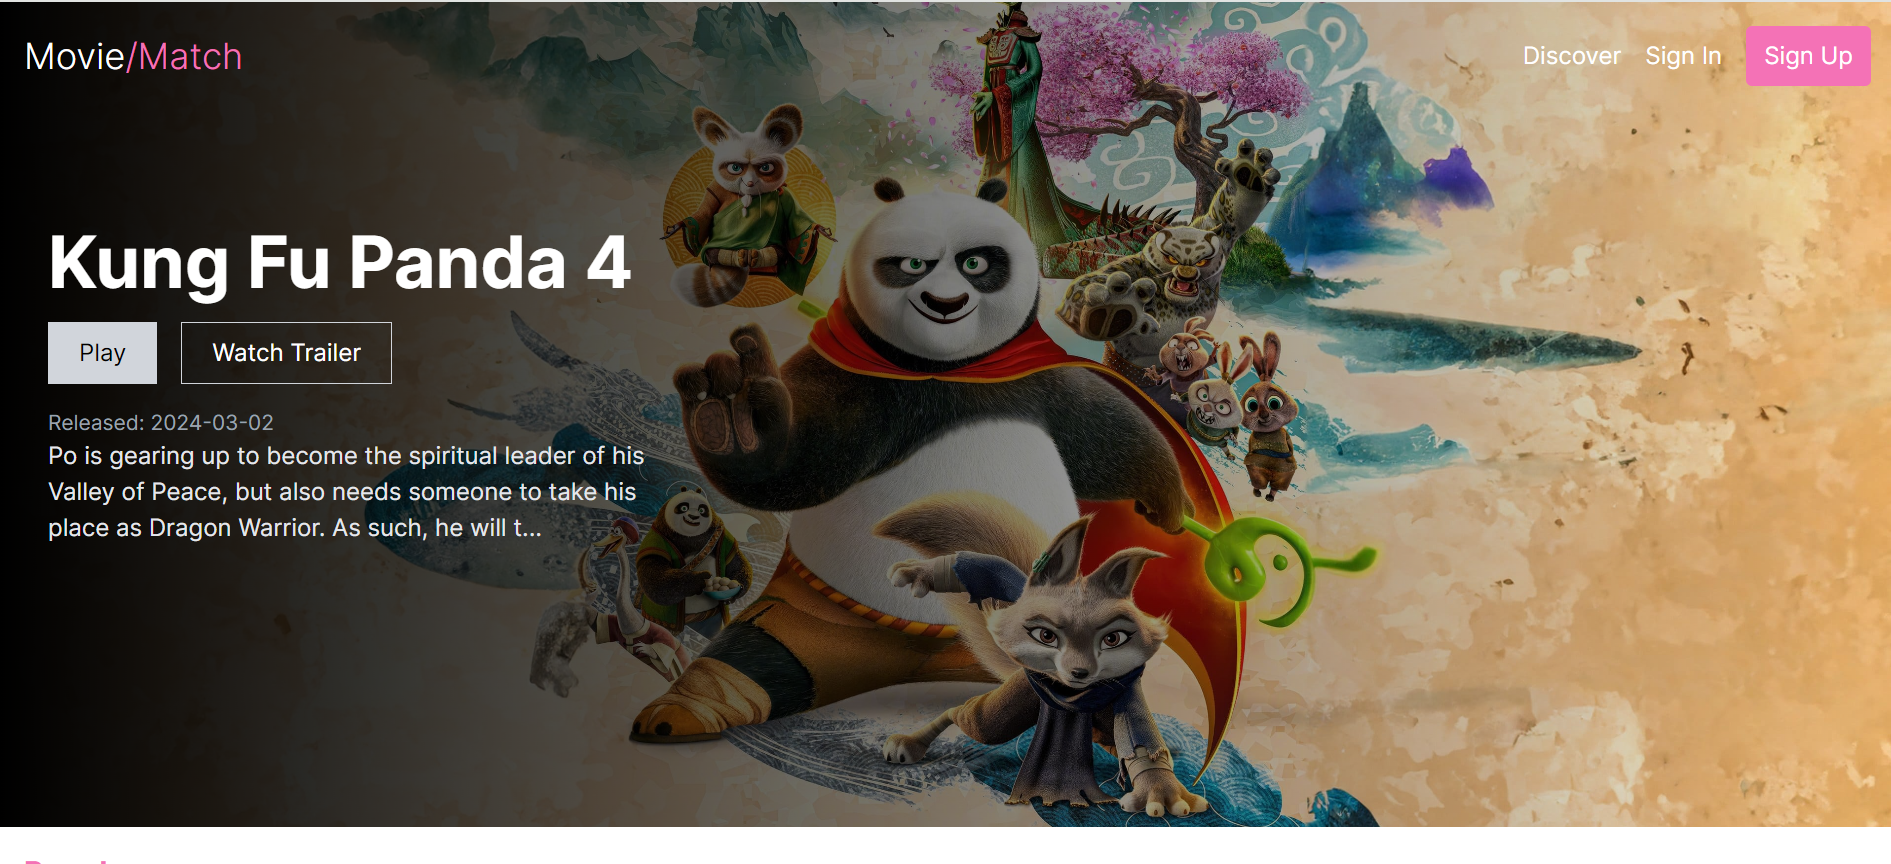 Movie/Match
Discover Sign In Sign Up
Kung Fu Panda 4
Play Watch Trailer
Released: 2024-03-02
Po is gearing up to become the spiritual leader of his
Valley of Peace, but also needs someone to take his
place as Dragon Warrior. As such, he will t...